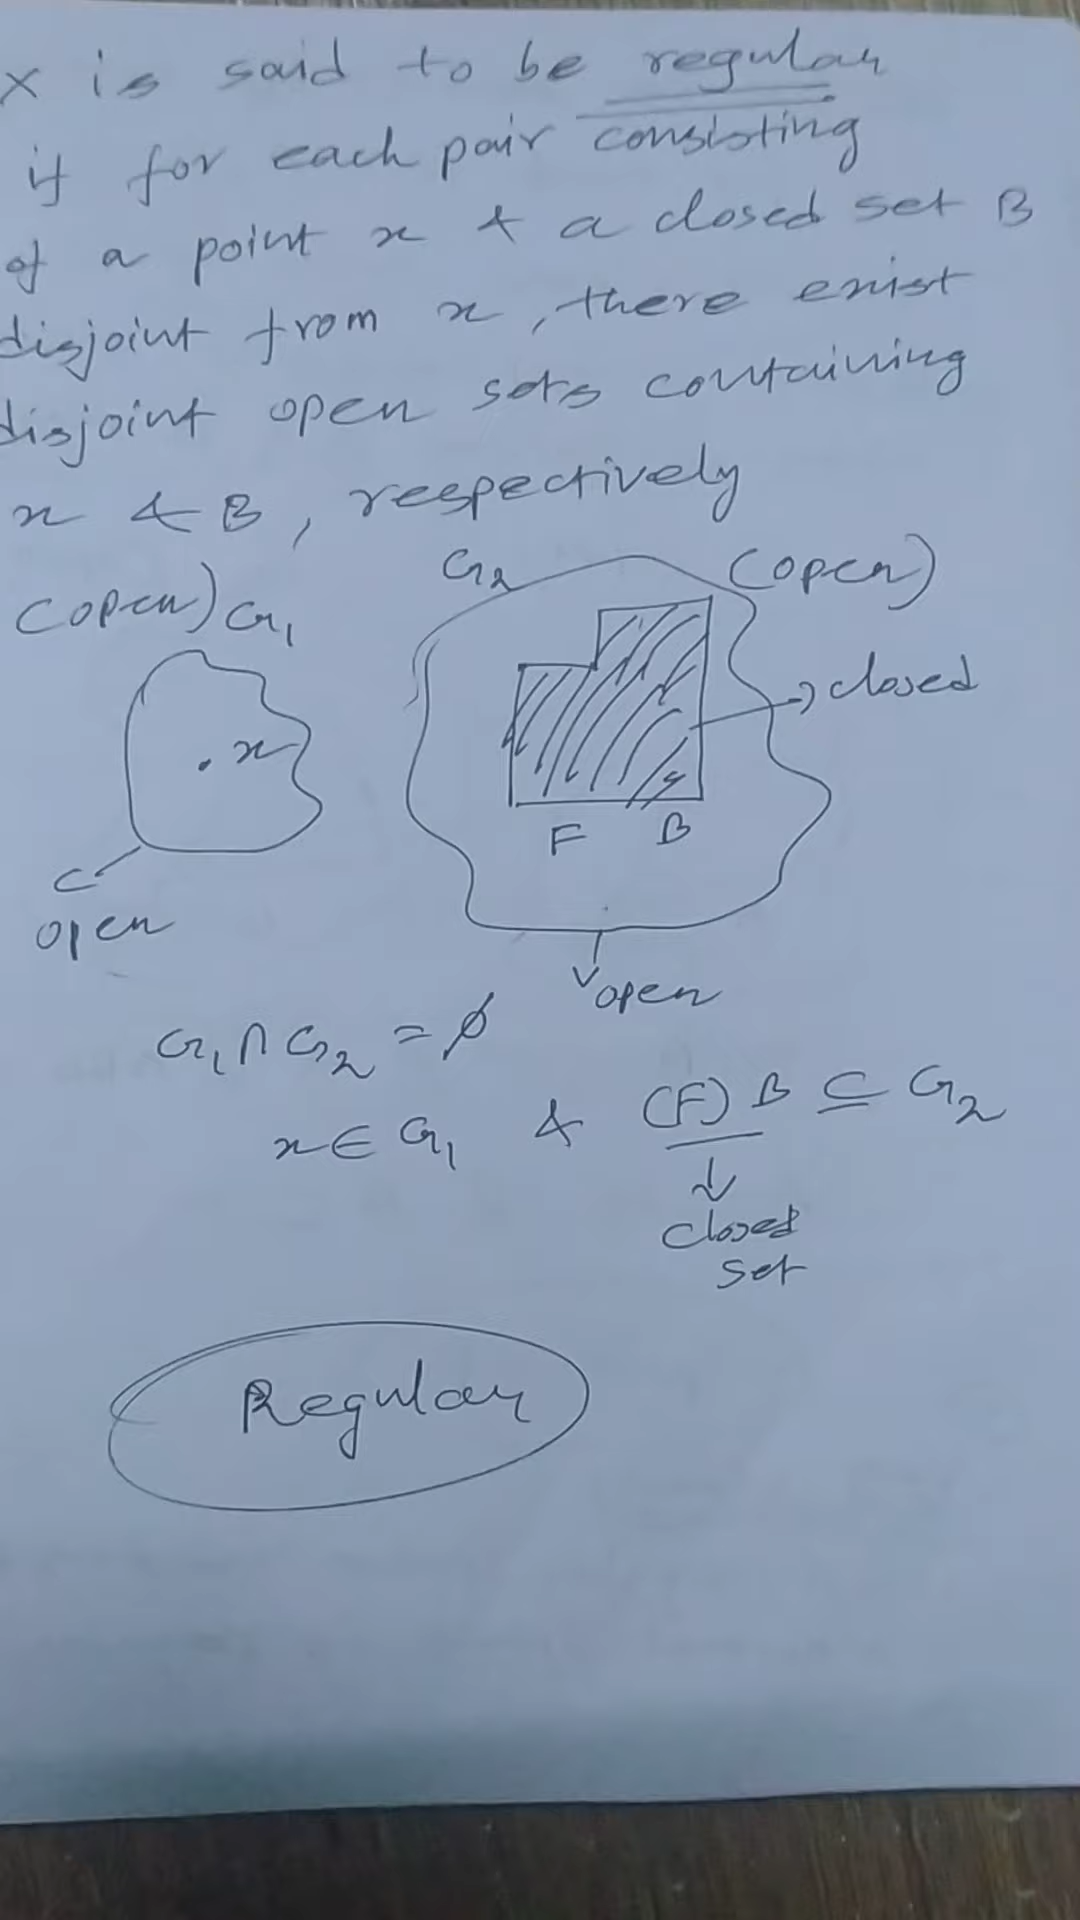 X is said to be regular
if for each pair consisting
of a point x & a closed set B
disjoint from x, there exist
disjoint open sets containing
x & B, respectively
(open) G₁
G₂ (open)
. x
closed
F B
open
open
G₁ ∩ G₂ = ∅
x ∈ G₁ & (F) B ⊆ G₂
↓
closed
set
Regular